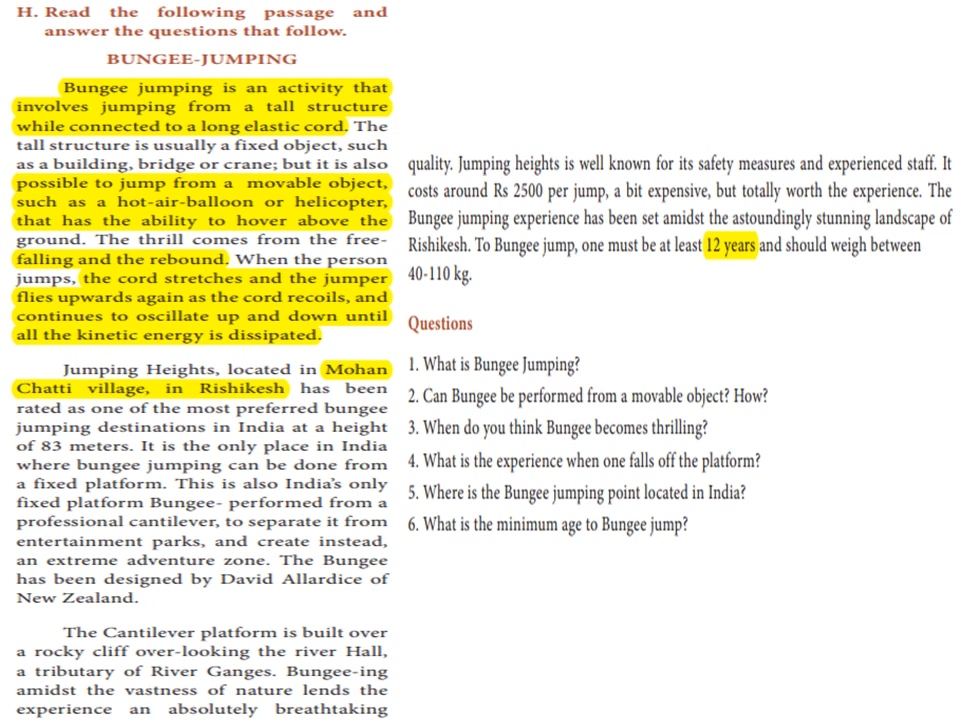 H. Read the following passage and
answer the questions that follow.
BUNGEE-JUMPING
Bungee jumping is an activity that
involves jumping from a tall structure
while connected to a long elastic cord. The
tall structure is usually a fixed object, such
as a building, bridge or crane; but it is also
possible to jump from a movable object,
such as a hot-air-balloon or helicopter,
that has the ability to hover above the
ground. The thrill comes from the free-
falling and the rebound. When the person
jumps, the cord stretches and the jumper
flies upwards again as the cord recoils, and
continues to oscillate up and down until
all the kinetic energy is dissipated.
Jumping Heights, located in Mohan
Chatti village, in Rishikesh has been
rated as one of the most preferred bungee
jumping destinations in India at a height
of 83 meters. It is the only place in India
where bungee jumping can be done from
a fixed platform. This is also India's only
fixed platform Bungee- performed from a
professional cantilever, to separate it from
entertainment parks, and create instead,
an extreme adventure zone. The Bungee
has been designed by David Allardice of
New Zealand.
The Cantilever platform is built over
a rocky cliff over-looking the river Hall,
a tributary of River Ganges. Bungee-ing
amidst the vastness of nature lends the
experience an absolutely breathtaking
quality. Jumping heights is well known for its safety measures and experienced staff. It
costs around Rs 2500 per jump, a bit expensive, but totally worth the experience. The
Bungee jumping experience has been set amidst the astoundingly stunning landscape of
Rishikesh. To Bungee jump, one must be at least 12 years and should weigh between
40-110 kg.
Questions
1. What is Bungee Jumping?
2. Can Bungee be performed from a movable object? How?
3. When do you think Bungee becomes thrilling?
4. What is the experience when one falls off the platform?
5. Where is the Bungee jumping point located in India?
6. What is the minimum age to Bungee jump?